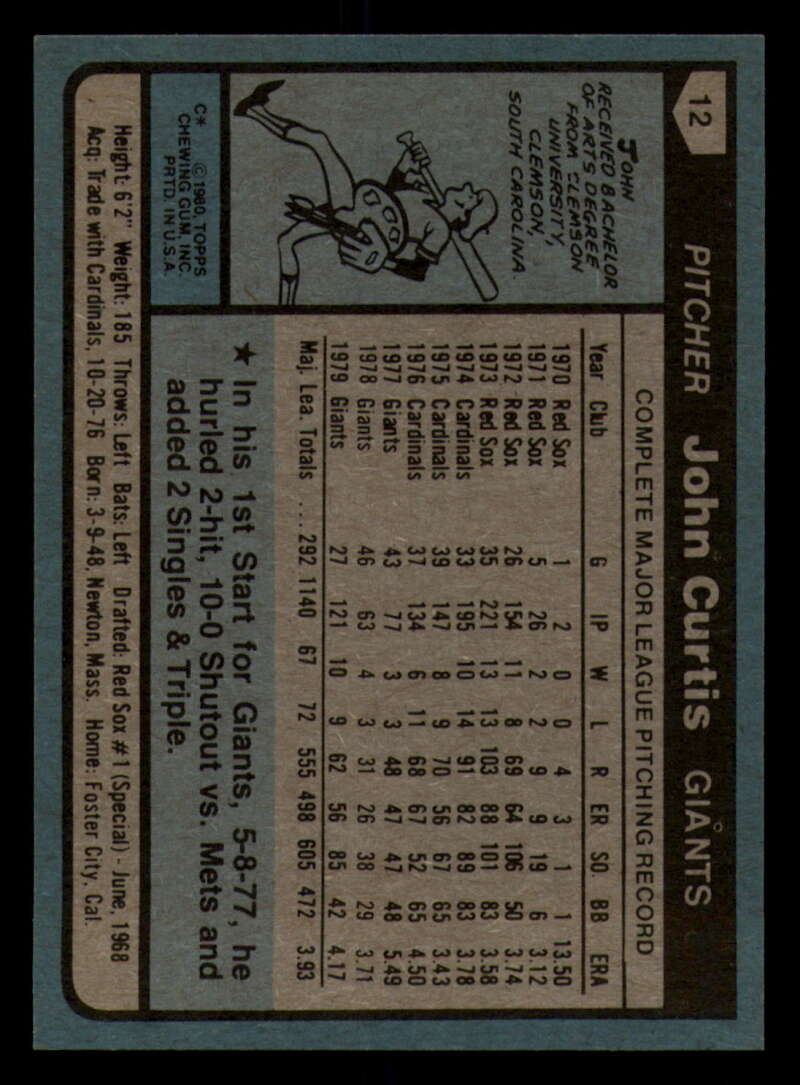 12
PITCHER John Curtis GIANTS
JOHN
RECEIVED BACHELOR
OF ARTS DEGREE
FROM CLEMSON
UNIVERSITY,
CLEMSON,
SOUTH CAROLINA.
C* © 1980, TOPPS
CHEWING GUM, INC.
PRTD. IN U.S.A.
COMPLETE MAJOR LEAGUE PITCHING RECORD
Year Club G IP W L R ER SO. BB ERA
1970 Red Sox 1 2 0 0 4 3 1 1 13.50
1971 Red Sox 5 26 2 2 9 9 19 6 3.12
1972 Red Sox 26 154 11 8 69 64 106 50 3.74
1973 Red Sox 35 221 13 13 103 88 101 83 3.58
1974 Cardinals 33 195 10 14 91 82 89 83 3.78
1975 Cardinals 39 147 8 9 70 56 67 65 3.43
1976 Cardinals 37 134 6 11 68 67 52 65 4.50
1977 Giants 43 77 3 3 48 47 47 48 5.49
1978 Giants 46 63 4 3 31 26 38 29 3.71
1979 Giants 27 121 10 9 62 56 85 42 4.17
Maj. Lea. Totals ... 292 1140 67 72 555 498 605 472 3.93
★ In his 1st Start for Giants, 5-8-77, he
hurled 2-hit, 10-0 Shutout vs. Mets and
added 2 Singles & Triple.
Height: 6'2" Weight: 185 Throws: Left Bats: Left Drafted: Red Sox #1 (Special) - June, 1968
Acq: Trade with Cardinals, 10-20-76 Born: 3-9-48, Newton, Mass. Home: Foster City, Cal.